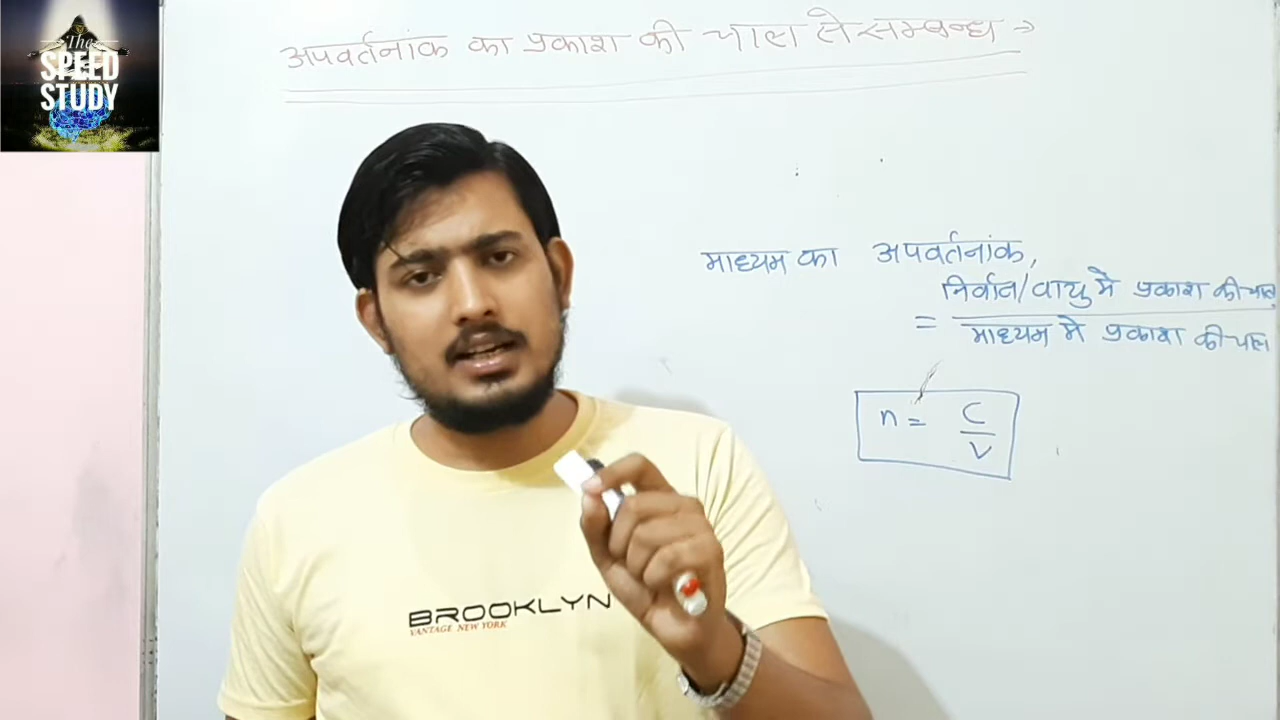 The
SPEED
STUDY
अपवर्तनांक का प्रकाश की चाल से सम्बन्ध →
माध्यम का अपवर्तनांक,
निर्वात/वायु में प्रकाश की चाल
=
माध्यम में प्रकाश की चाल
n = C
V
BROOKLYN
VANTAGE NEW YORK